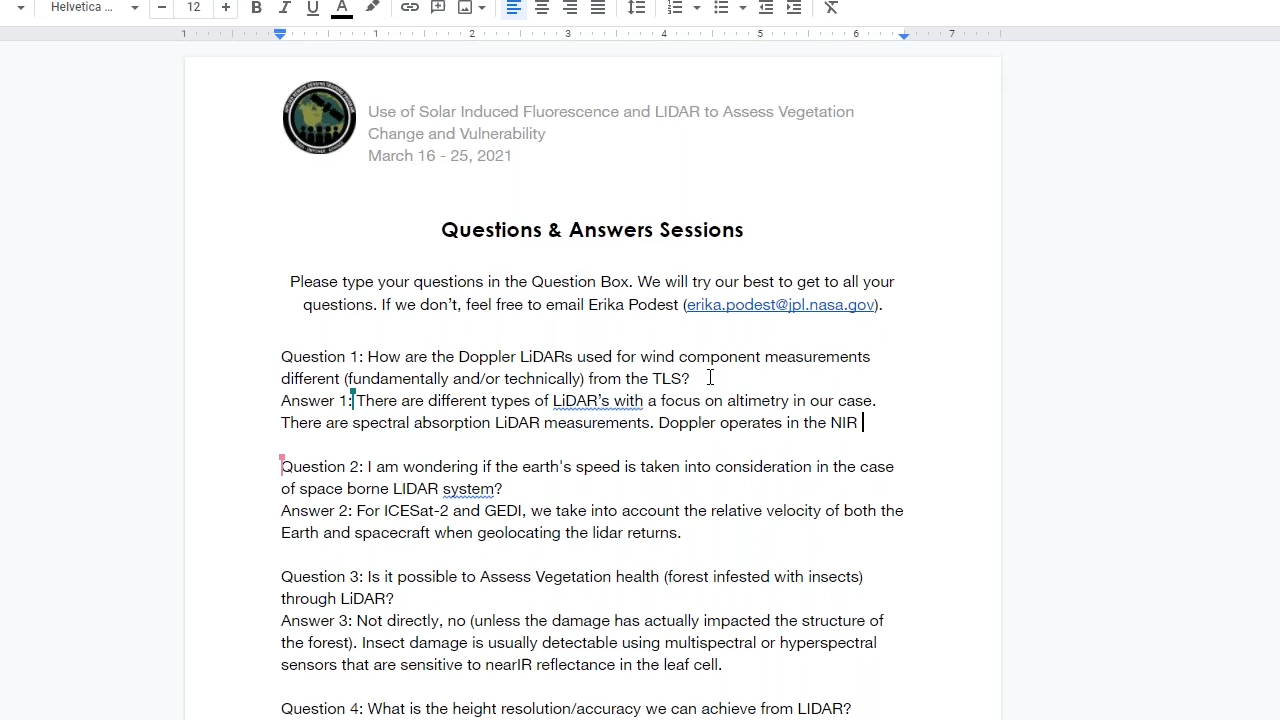 Helvetica ...
12
B I U A
1 1 2 3 4 5 6 7
Use of Solar Induced Fluorescence and LIDAR to Assess Vegetation
Change and Vulnerability
March 16 - 25, 2021
Questions & Answers Sessions
Please type your questions in the Question Box. We will try our best to get to all your
questions. If we don't, feel free to email Erika Podest (erika.podest@jpl.nasa.gov).
Question 1: How are the Doppler LiDARs used for wind component measurements
different (fundamentally and/or technically) from the TLS?
Answer 1: There are different types of LiDAR's with a focus on altimetry in our case.
There are spectral absorption LiDAR measurements. Doppler operates in the NIR
Question 2: I am wondering if the earth's speed is taken into consideration in the case
of space borne LIDAR system?
Answer 2: For ICESat-2 and GEDI, we take into account the relative velocity of both the
Earth and spacecraft when geolocating the lidar returns.
Question 3: Is it possible to Assess Vegetation health (forest infested with insects)
through LiDAR?
Answer 3: Not directly, no (unless the damage has actually impacted the structure of
the forest). Insect damage is usually detectable using multispectral or hyperspectral
sensors that are sensitive to nearIR reflectance in the leaf cell.
Question 4: What is the height resolution/accuracy we can achieve from LIDAR?